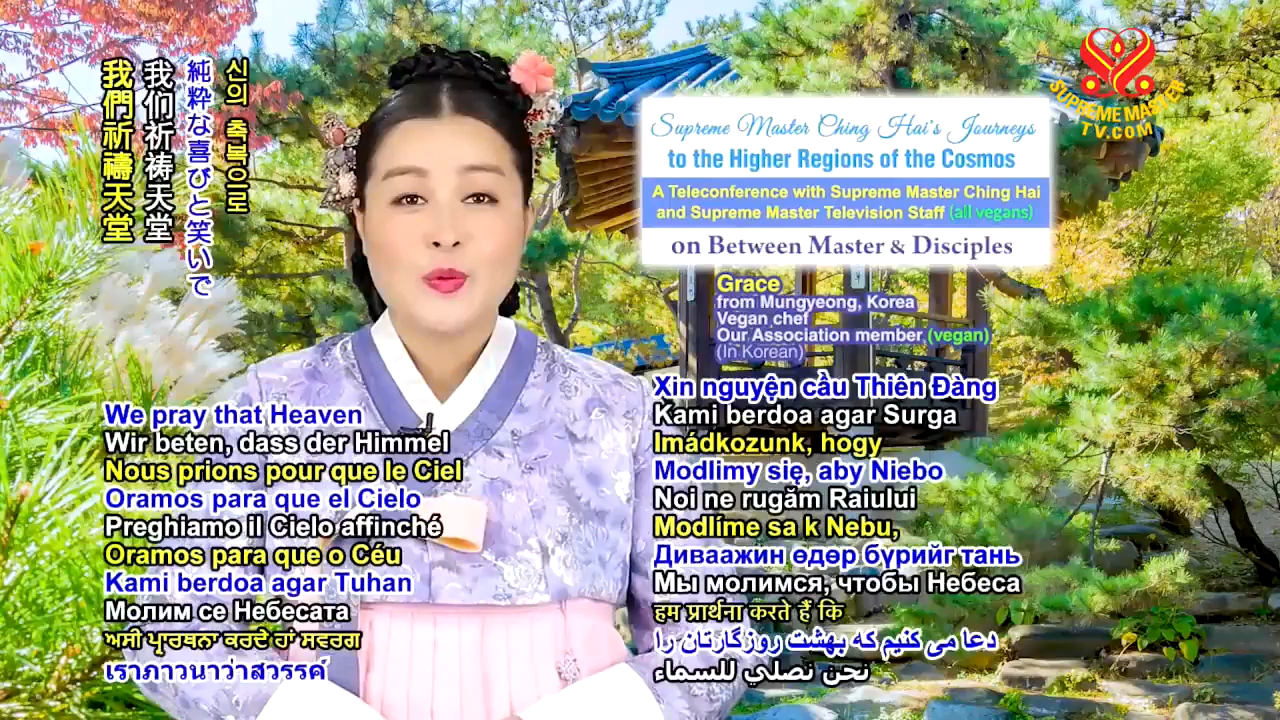 신의 축복으로
純粋な喜びと笑いで
我们祈祷天堂
我們祈禱天堂
SUPREME MASTER
TV.COM
Supreme Master Ching Hai's Journeys
to the Higher Regions of the Cosmos
A Teleconference with Supreme Master Ching Hai
and Supreme Master Television Staff (all vegans)
on Between Master & Disciples
Grace
from Mungyeong, Korea
Vegan chef
Our Association member (vegan)
(In Korean)
We pray that Heaven
Wir beten, dass der Himmel
Nous prions pour que le Ciel
Oramos para que el Cielo
Preghiamo il Cielo affinché
Oramos para que o Céu
Kami berdoa agar Tuhan
Молим се Небесата
ਅਸੀ ਪ੍ਰਾਰਥਨਾ ਕਰਦੇ ਹਾਂ ਸਵਰਗ
เราภาวนาว่าสวรรค์
Xin nguyện cầu Thiên Đàng
Kami berdoa agar Surga
Imádkozunk, hogy
Modlimy się, aby Niebo
Noi ne rugăm Raiului
Modlíme sa k Nebu,
Диваажин өдөр бүрийг тань
Мы молимся, чтобы Небеса
हम प्रार्थना करते हैं कि
دعا می کنیم که بهشت روزگارتان را
نحن نصلي للسماء